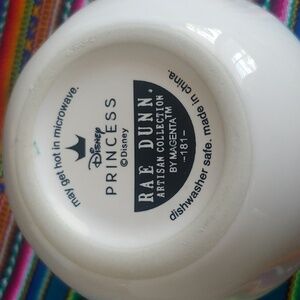 may get hot in microwave.
Disney
PRINCESS
© Disney
RAE DUNN.
ARTISAN COLLECTION
BY MAGENTA™
-181-
dishwasher safe. made in china.